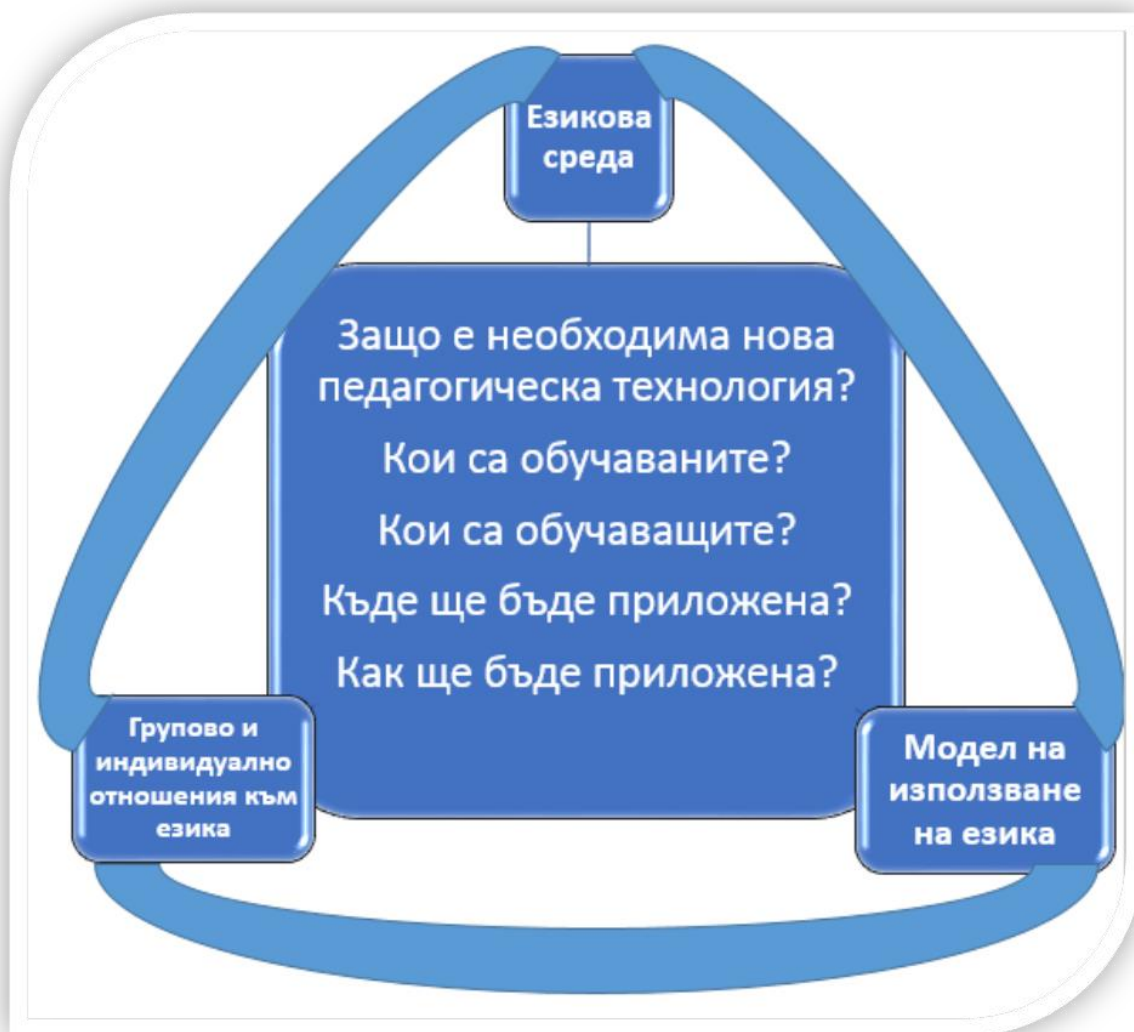 Езикова
среда
Защо е необходима нова
педагогическа технология?
Кои са обучаваните?
Кои са обучаващите?
Къде ще бъде приложена?
Как ще бъде приложена?
Групово и
индивидуално
отношения към
езика
Модел на
използване
на езика